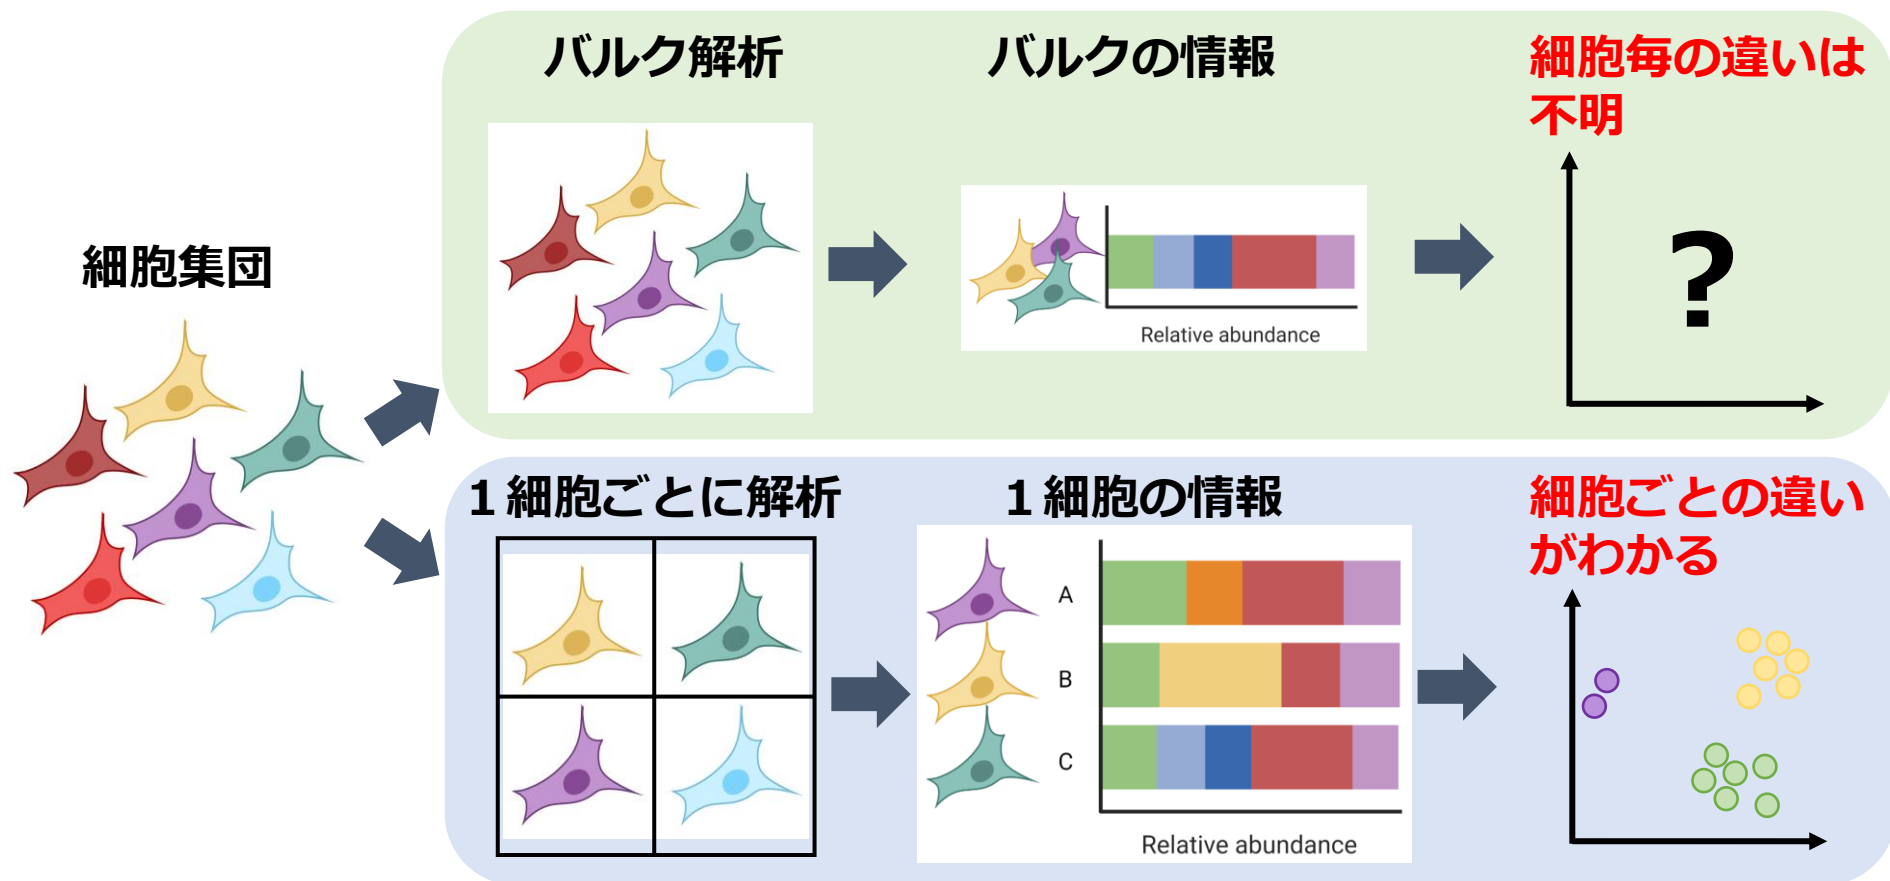 細胞集団
バルク解析
バルクの情報
細胞毎の違いは
不明
Relative abundance
?
1細胞ごとに解析
1細胞の情報
細胞ごとの違い
がわかる
A
B
C
Relative abundance